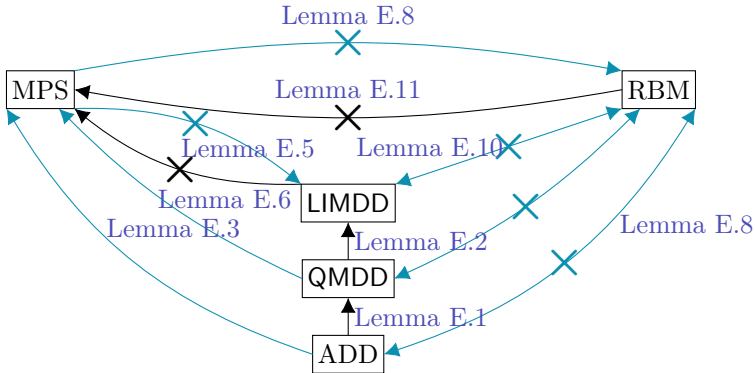 Lemma E.8
MPS
Lemma E.11
RBM
Lemma E.5
Lemma E.10
Lemma E.6
LIMDD
Lemma E.3
Lemma E.2
Lemma E.8
QMDD
Lemma E.1
ADD